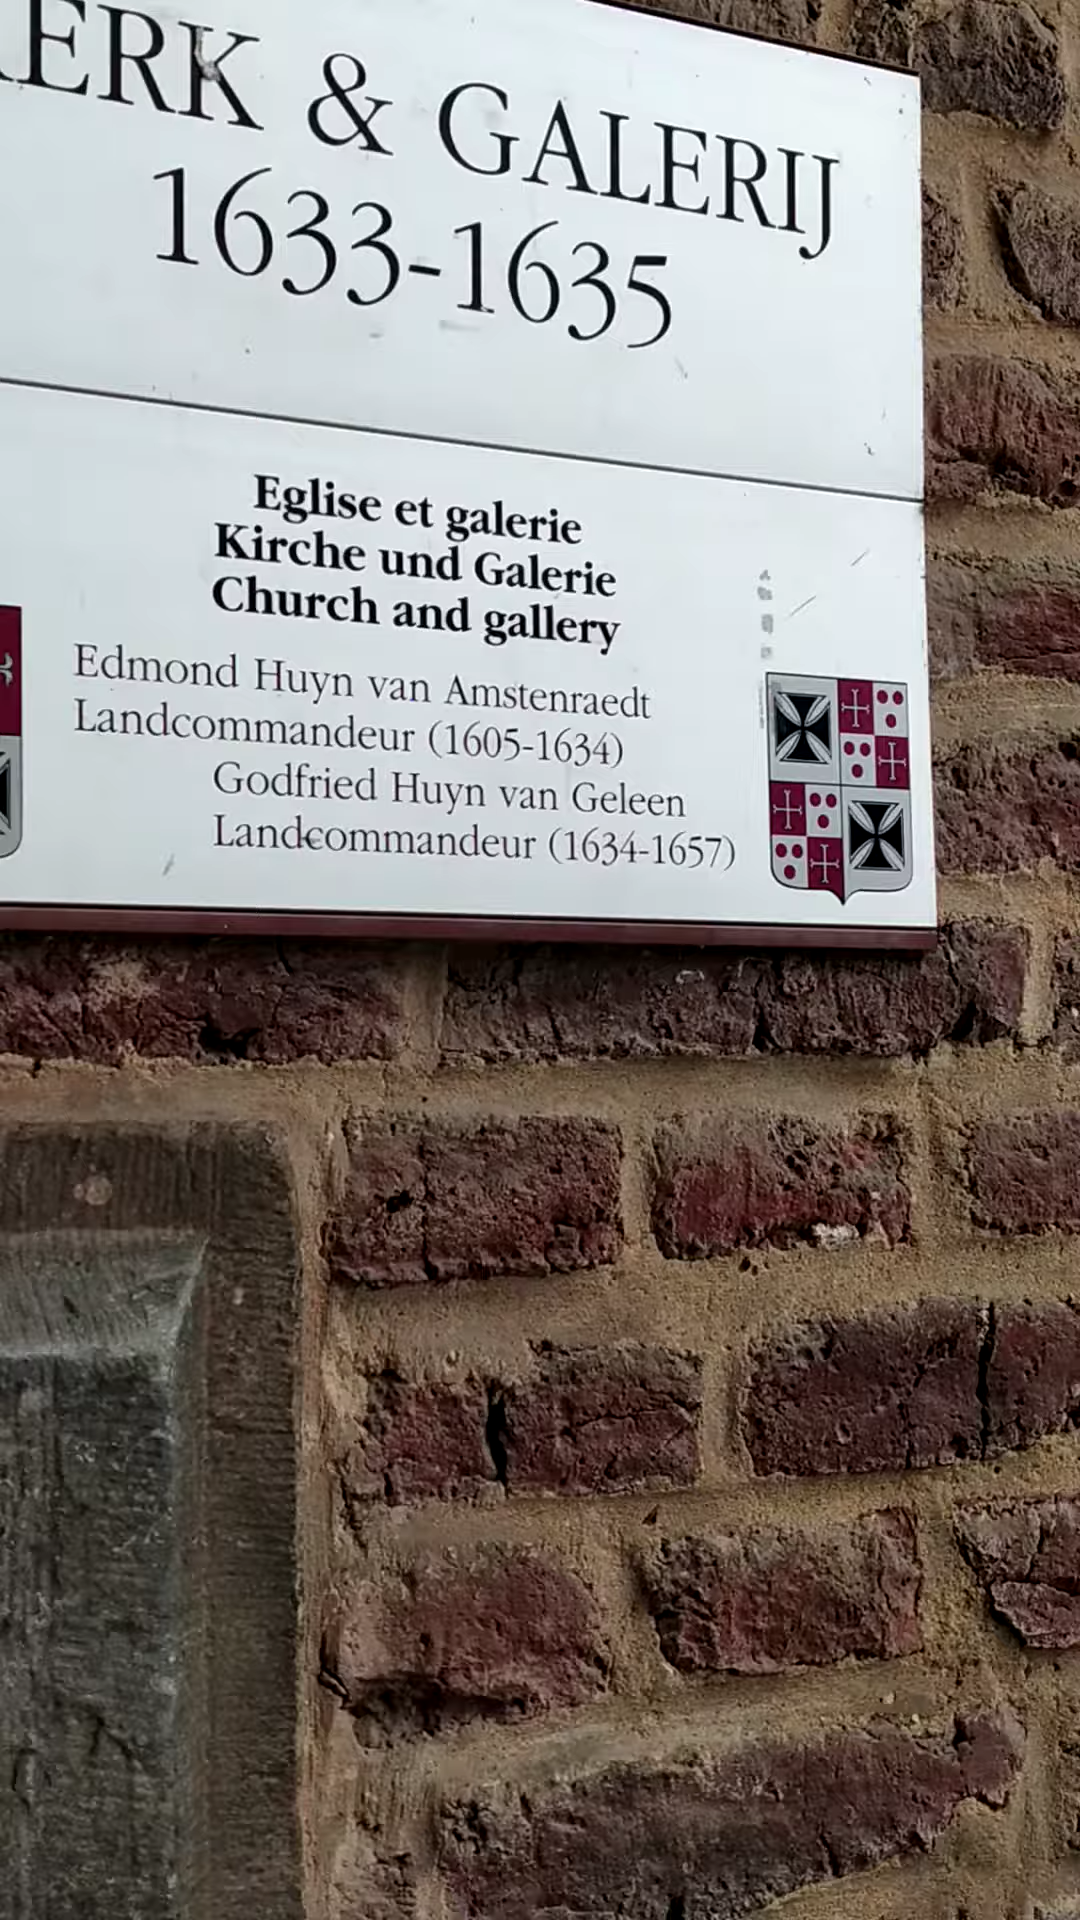 ERK & GALERIJ
1633-1635
Eglise et galerie
Kirche und Galerie
Church and gallery
Edmond Huyn van Amstenraedt
Landcommandeur (1605-1634)
Godfried Huyn van Geleen
Landcommandeur (1634-1657)